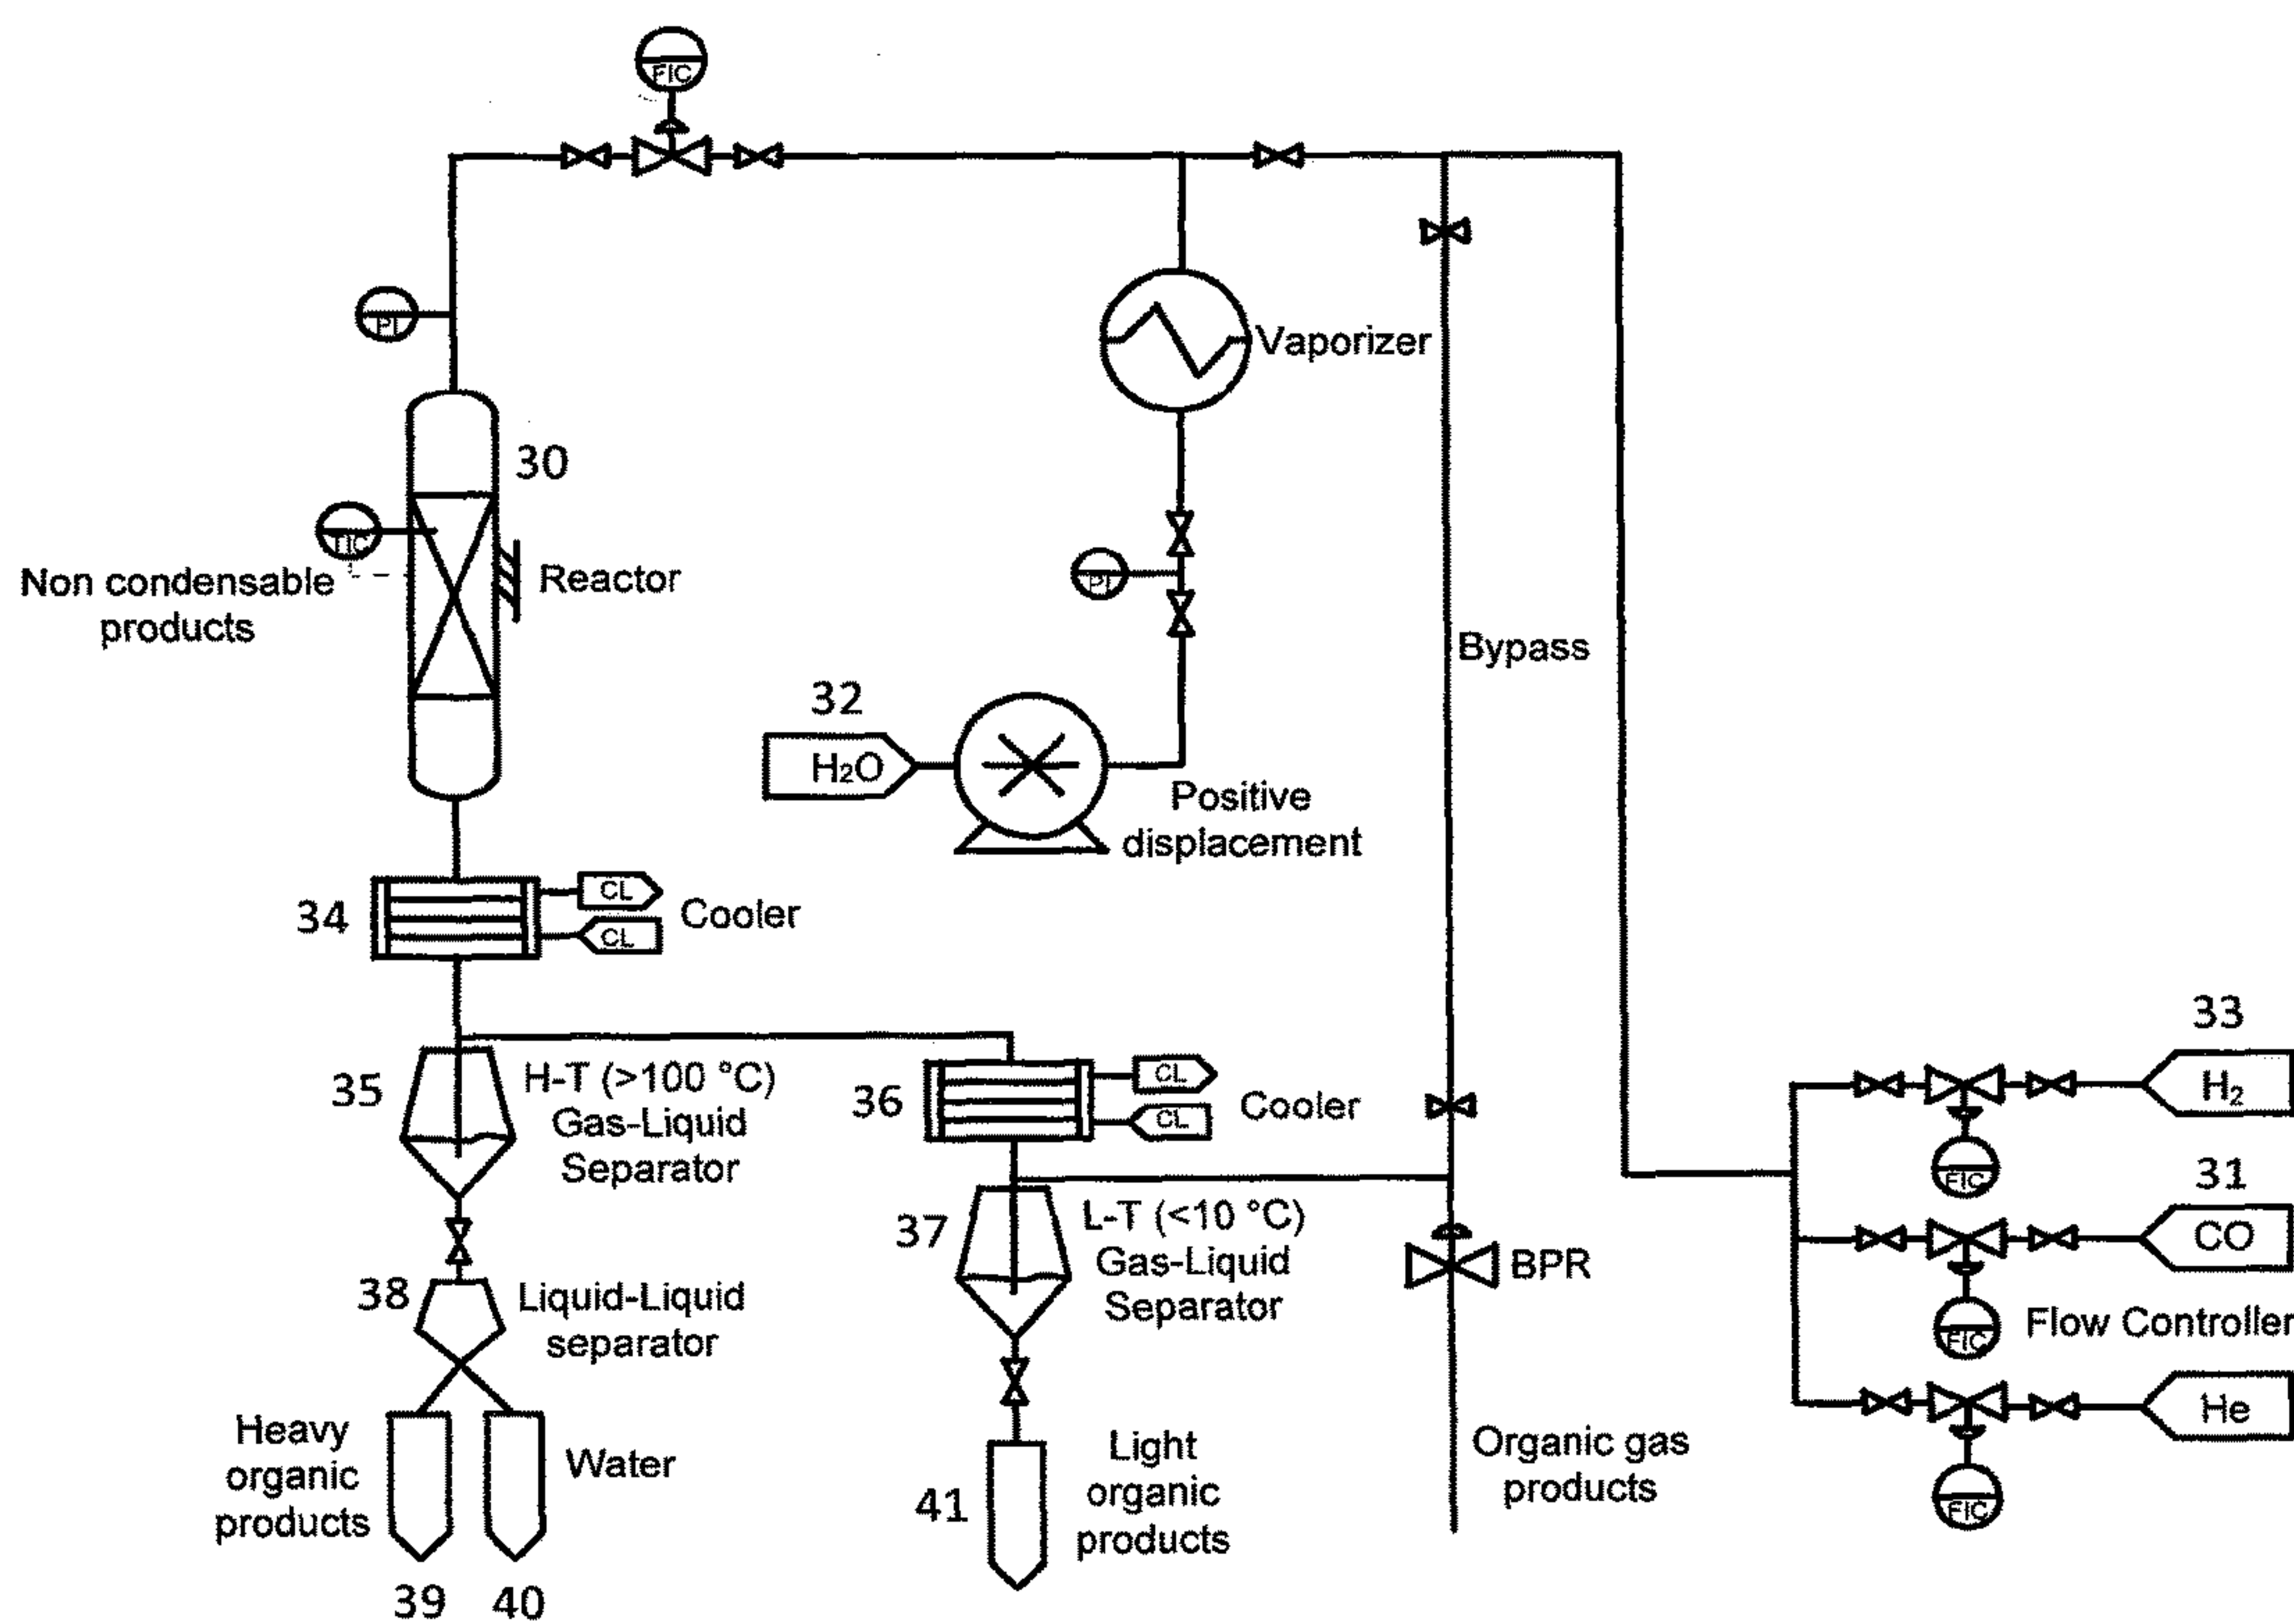 FIC
PI
Vaporizer
30
TIC
Non condensable
products
Reactor
PI
Bypass
32
H₂O
Positive
displacement
34
CL
CL
Cooler
33
H₂
FIC
35
H-T (>100 °C)
Gas-Liquid
Separator
36
CL
CL
Cooler
31
CO
FIC
Flow Controller
37
L-T (<10 °C)
Gas-Liquid
Separator
BPR
38
Liquid-Liquid
separator
He
FIC
Heavy
organic
products
Water
39
40
41
Light
organic
products
Organic gas
products